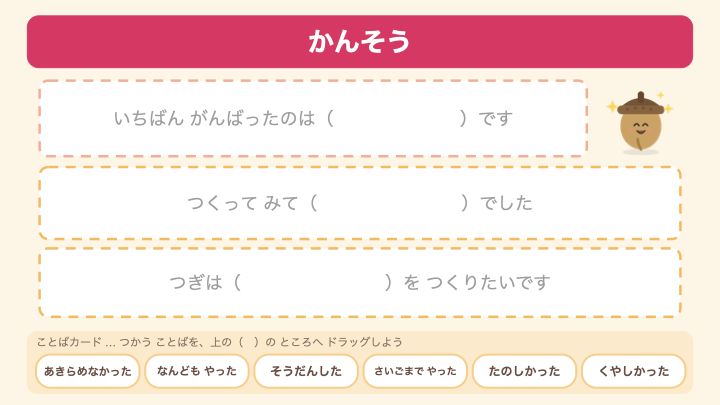 かんそう
いちばん がんばったのは（　　　　　　　）です
つくって みて（　　　　　　　　）でした
つぎは（　　　　　　　　）を つくりたいです
ことばカード … つかう ことばを、上の（　）の ところへ ドラッグしよう
あきらめなかった　なんども やった　そうだんした　さいごまで やった　たのしかった　くやしかった